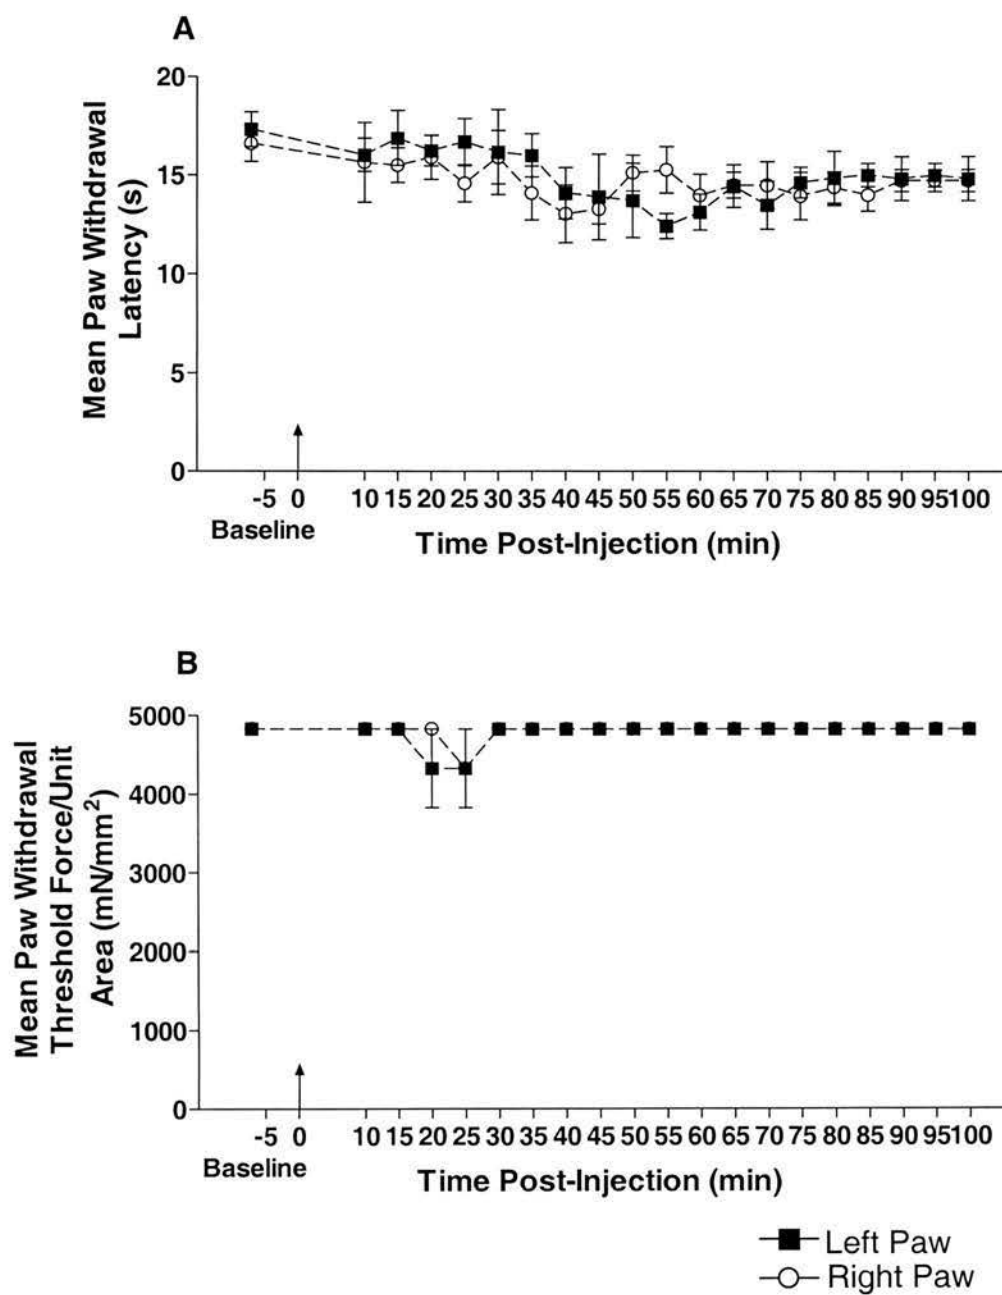 A
Mean Paw Withdrawal
Latency (s)
20
15
10
5
0
-5 0 10 15 20 25 30 35 40 45 50 55 60 65 70 75 80 85 90 95 100
Baseline
Time Post-Injection (min)
B
Mean Paw Withdrawal
Threshold Force/Unit
Area (mN/mm²)
5000
4000
3000
2000
1000
0
-5 0 10 15 20 25 30 35 40 45 50 55 60 65 70 75 80 85 90 95 100
Baseline
Time Post-Injection (min)
Left Paw
Right Paw